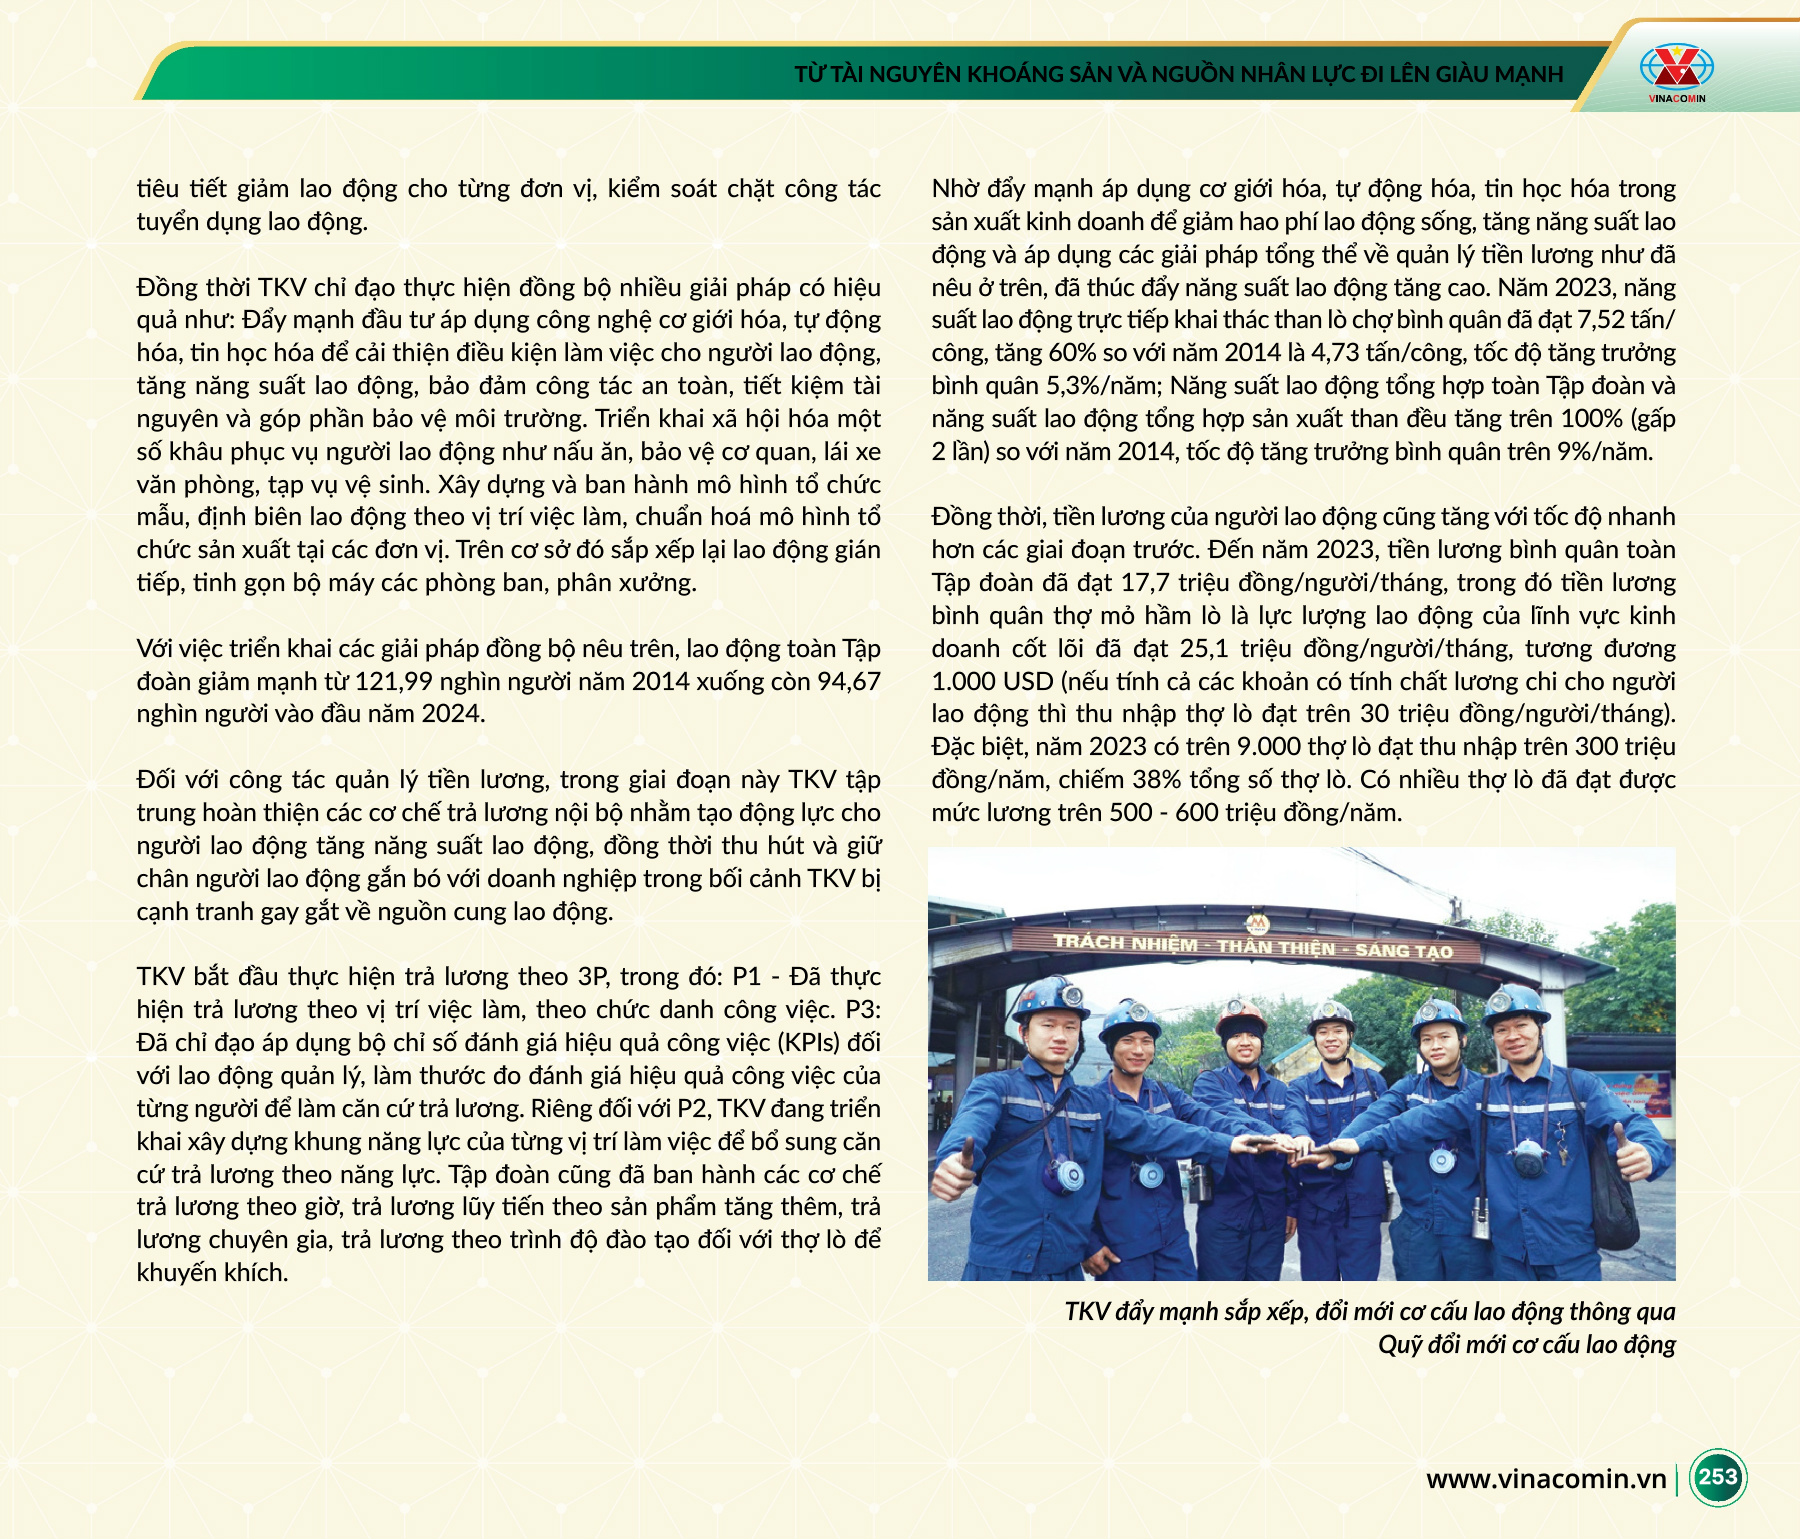 TỪ TÀI NGUYÊN KHOÁNG SẢN VÀ NGUỒN NHÂN LỰC ĐI LÊN GIÀU MẠNH
VINACOMIN
tiêu tiết giảm lao động cho từng đơn vị, kiểm soát chặt công tác
tuyển dụng lao động.
Đồng thời TKV chỉ đạo thực hiện đồng bộ nhiều giải pháp có hiệu
quả như: Đẩy mạnh đầu tư áp dụng công nghệ cơ giới hóa, tự động
hóa, tin học hóa để cải thiện điều kiện làm việc cho người lao động,
tăng năng suất lao động, bảo đảm công tác an toàn, tiết kiệm tài
nguyên và góp phần bảo vệ môi trường. Triển khai xã hội hóa một
số khâu phục vụ người lao động như nấu ăn, bảo vệ cơ quan, lái xe
văn phòng, tạp vụ vệ sinh. Xây dựng và ban hành mô hình tổ chức
mẫu, định biên lao động theo vị trí việc làm, chuẩn hoá mô hình tổ
chức sản xuất tại các đơn vị. Trên cơ sở đó sắp xếp lại lao động gián
tiếp, tinh gọn bộ máy các phòng ban, phân xưởng.
Với việc triển khai các giải pháp đồng bộ nêu trên, lao động toàn Tập
đoàn giảm mạnh từ 121,99 nghìn người năm 2014 xuống còn 94,67
nghìn người vào đầu năm 2024.
Đối với công tác quản lý tiền lương, trong giai đoạn này TKV tập
trung hoàn thiện các cơ chế trả lương nội bộ nhằm tạo động lực cho
người lao động tăng năng suất lao động, đồng thời thu hút và giữ
chân người lao động gắn bó với doanh nghiệp trong bối cảnh TKV bị
cạnh tranh gay gắt về nguồn cung lao động.
TKV bắt đầu thực hiện trả lương theo 3P, trong đó: P1 - Đã thực
hiện trả lương theo vị trí việc làm, theo chức danh công việc. P3:
Đã chỉ đạo áp dụng bộ chỉ số đánh giá hiệu quả công việc (KPIs) đối
với lao động quản lý, làm thước đo đánh giá hiệu quả công việc của
từng người để làm căn cứ trả lương. Riêng đối với P2, TKV đang triển
khai xây dựng khung năng lực của từng vị trí làm việc để bổ sung căn
cứ trả lương theo năng lực. Tập đoàn cũng đã ban hành các cơ chế
trả lương theo giờ, trả lương lũy tiến theo sản phẩm tăng thêm, trả
lương chuyên gia, trả lương theo trình độ đào tạo đối với thợ lò để
khuyến khích.
Nhờ đẩy mạnh áp dụng cơ giới hóa, tự động hóa, tin học hóa trong
sản xuất kinh doanh để giảm hao phí lao động sống, tăng năng suất lao
động và áp dụng các giải pháp tổng thể về quản lý tiền lương như đã
nêu ở trên, đã thúc đẩy năng suất lao động tăng cao. Năm 2023, năng
suất lao động trực tiếp khai thác than lò chợ bình quân đã đạt 7,52 tấn/
công, tăng 60% so với năm 2014 là 4,73 tấn/công, tốc độ tăng trưởng
bình quân 5,3%/năm; Năng suất lao động tổng hợp toàn Tập đoàn và
năng suất lao động tổng hợp sản xuất than đều tăng trên 100% (gấp
2 lần) so với năm 2014, tốc độ tăng trưởng bình quân trên 9%/năm.
Đồng thời, tiền lương của người lao động cũng tăng với tốc độ nhanh
hơn các giai đoạn trước. Đến năm 2023, tiền lương bình quân toàn
Tập đoàn đã đạt 17,7 triệu đồng/người/tháng, trong đó tiền lương
bình quân thợ mỏ hầm lò là lực lượng lao động của lĩnh vực kinh
doanh cốt lõi đã đạt 25,1 triệu đồng/người/tháng, tương đương
1.000 USD (nếu tính cả các khoản có tính chất lương chi cho người
lao động thì thu nhập thợ lò đạt trên 30 triệu đồng/người/tháng).
Đặc biệt, năm 2023 có trên 9.000 thợ lò đạt thu nhập trên 300 triệu
đồng/năm, chiếm 38% tổng số thợ lò. Có nhiều thợ lò đã đạt được
mức lương trên 500 - 600 triệu đồng/năm.
TRÁCH NHIỆM - THÂN THIỆN - SÁNG TẠO
TKV đẩy mạnh sắp xếp, đổi mới cơ cấu lao động thông qua
Quỹ đổi mới cơ cấu lao động
www.vinacomin.vn
253